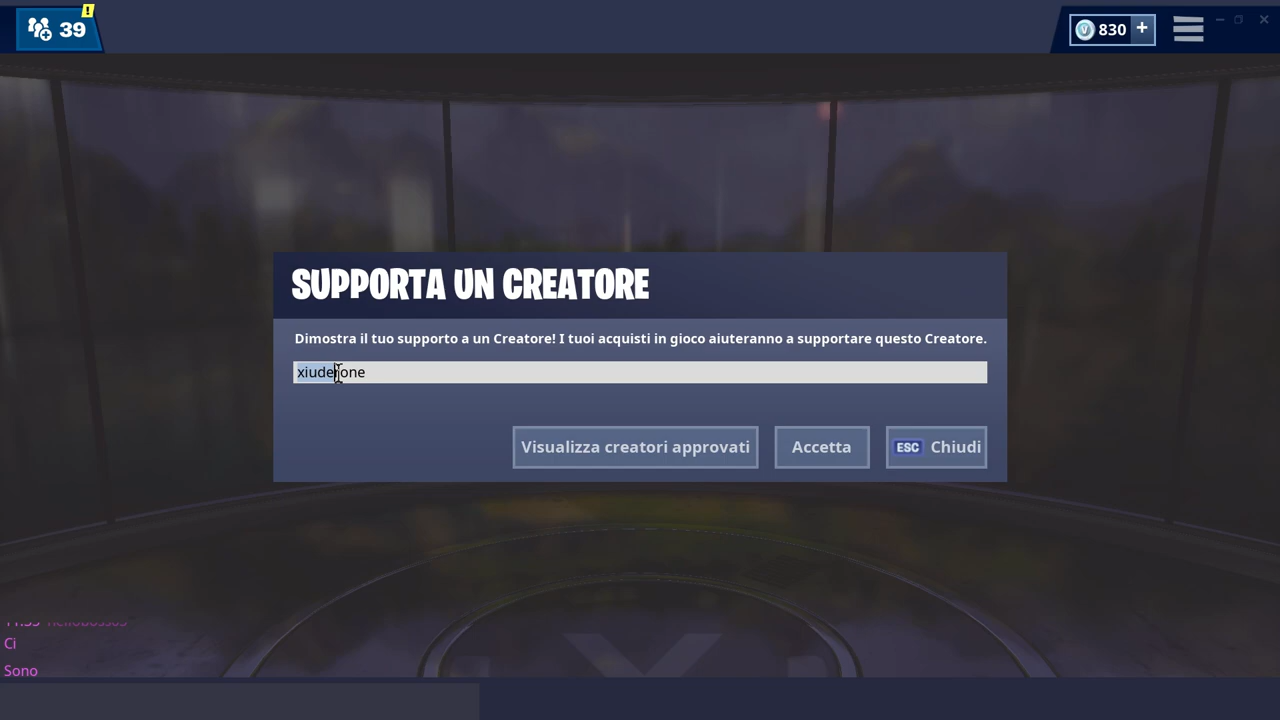 39
!
830 +
SUPPORTA UN CREATORE
Dimostra il tuo supporto a un Creatore! I tuoi acquisti in gioco aiuteranno a supportare questo Creatore.
xiuderone
Visualizza creatori approvati
Accetta
ESC Chiudi
Ci
Sono